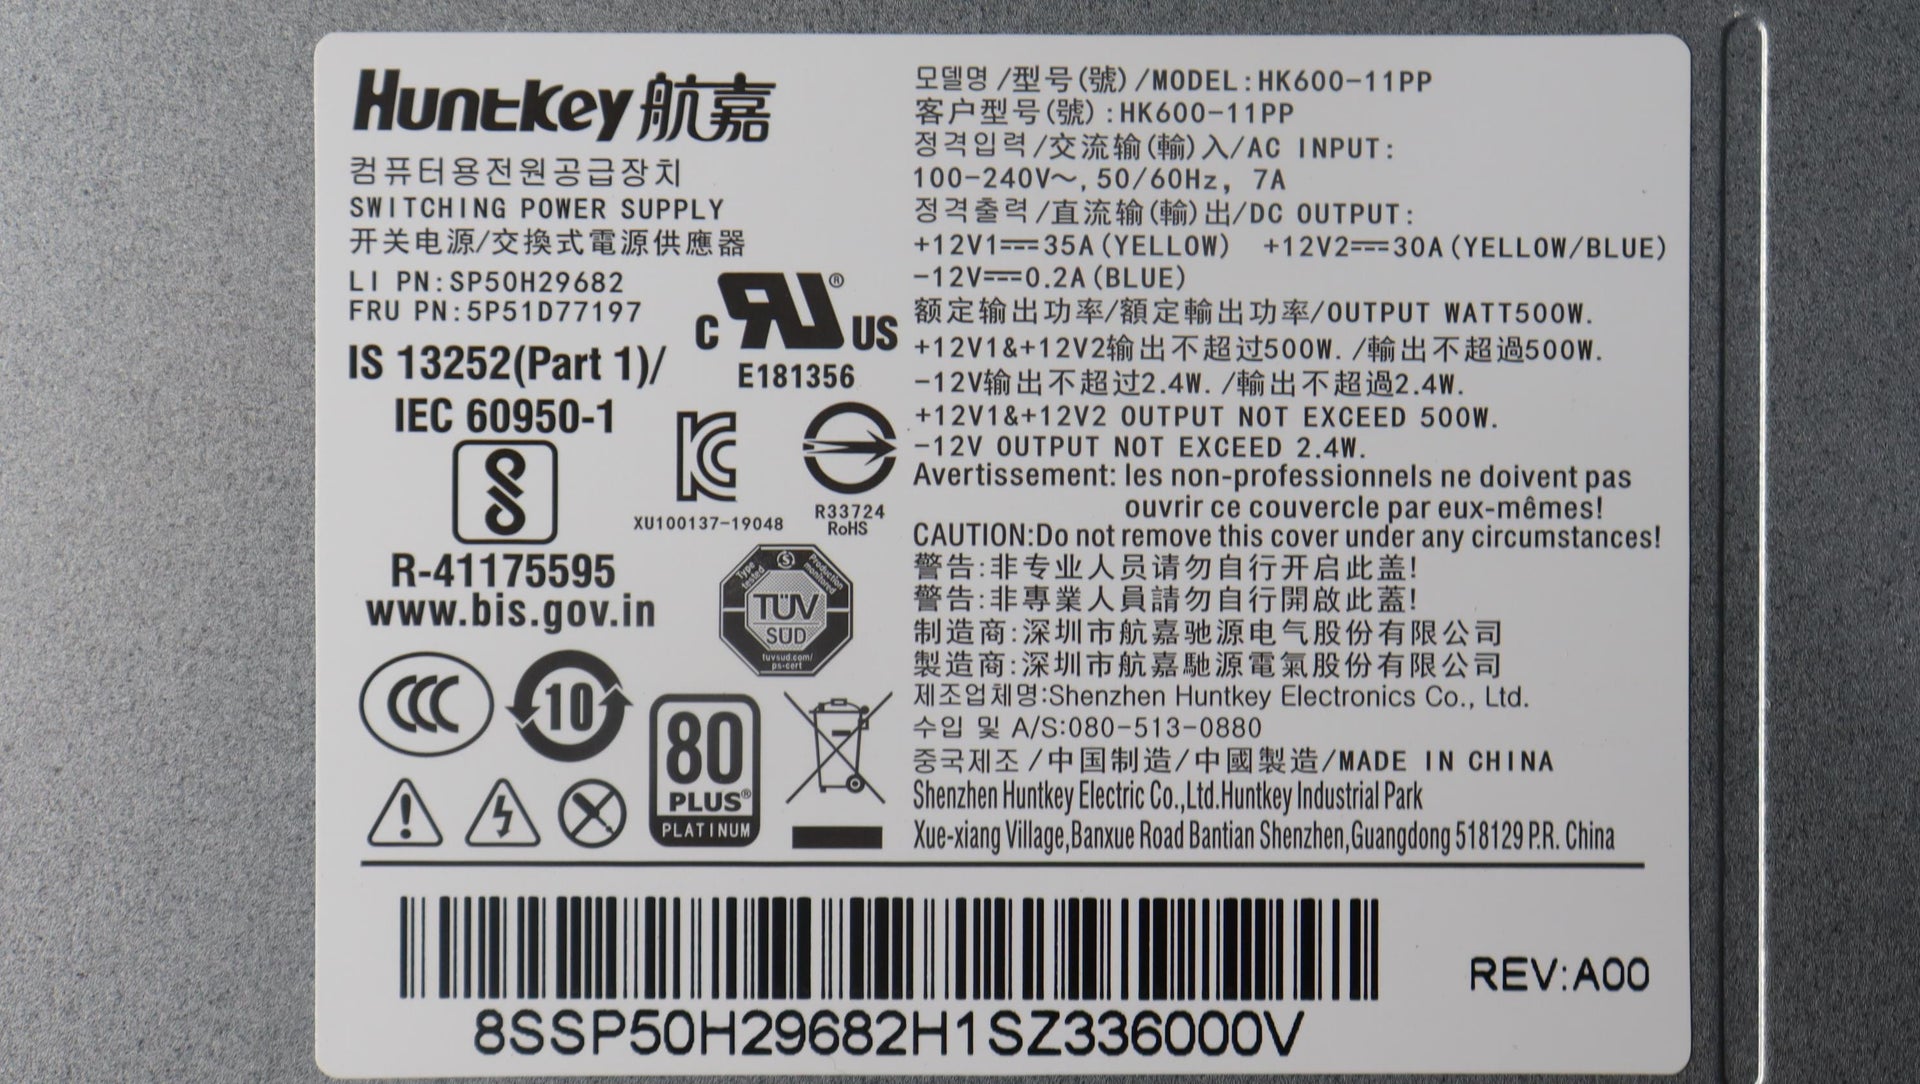 Huntkey航嘉
컴퓨터용전원공급장치
SWITCHING POWER SUPPLY
开关电源/交換式電源供應器
LI PN:SP50H29682
FRU PN:5P51D77197
IS 13252(Part 1)/
IEC 60950-1
R-41175595
www.bis.gov.in
C RU® US
E181356
XU100137-19048
R33724
RoHS
Type tested
Production monitored
TÜV
SÜD
tuvsud.com/
ps-cert
CCC
10
80
PLUS®
PLATINUM
모델명/型号(號)/MODEL:HK600-11PP
客户型号(號):HK600-11PP
정격입력/交流输(輸)入/AC INPUT:
100-240V～,50/60Hz, 7A
정격출력/直流输(輸)出/DC OUTPUT:
+12V1⎓35A(YELLOW) +12V2⎓30A(YELLOW/BLUE)
-12V⎓0.2A(BLUE)
额定输出功率/額定輸出功率/OUTPUT WATT500W.
+12V1&+12V2输出不超过500W./輸出不超過500W.
-12V输出不超过2.4W./輸出不超過2.4W.
+12V1&+12V2 OUTPUT NOT EXCEED 500W.
-12V OUTPUT NOT EXCEED 2.4W.
Avertissement: les non-professionnels ne doivent pas
ouvrir ce couvercle par eux-mêmes!
CAUTION:Do not remove this cover under any circumstances!
警告:非专业人员请勿自行开启此盖!
警告:非專業人員請勿自行開啟此蓋!
制造商:深圳市航嘉驰源电气股份有限公司
製造商:深圳市航嘉馳源電氣股份有限公司
제조업체명:Shenzhen Huntkey Electronics Co., Ltd.
수입 및 A/S:080-513-0880
중국제조/中国制造/中國製造/MADE IN CHINA
Shenzhen Huntkey Electric Co.,Ltd.Huntkey Industrial Park
Xue-xiang Village,Banxue Road Bantian Shenzhen,Guangdong 518129 P.R. China
8SSP50H29682H1SZ336000V
REV:A00